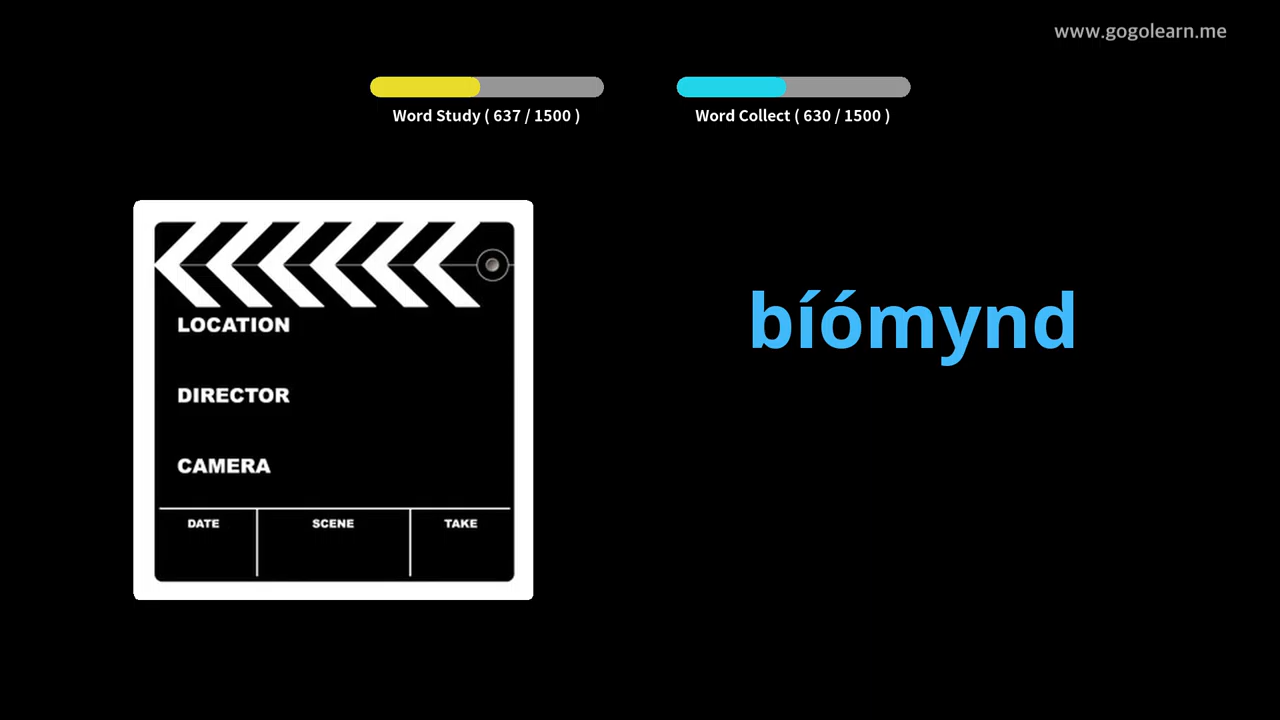 www.gogolearn.me
Word Study ( 637 / 1500 )
Word Collect ( 630 / 1500 )
LOCATION
DIRECTOR
CAMERA
DATE
SCENE
TAKE
bíómynd